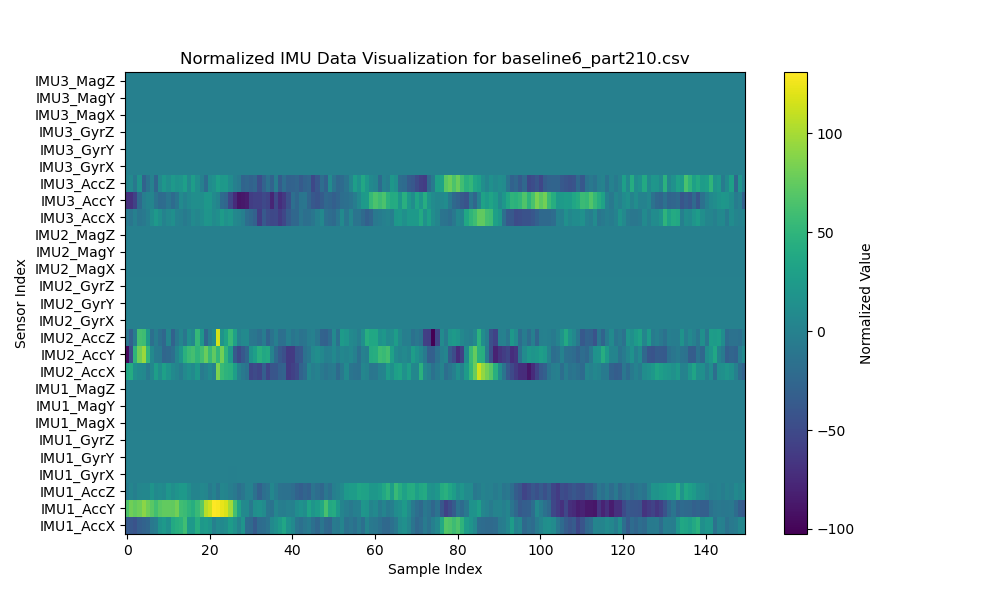 Normalized IMU Data Visualization for baseline6_part210.csv
IMU3_MagZ
IMU3_MagY
IMU3_MagX
IMU3_GyrZ
IMU3_GyrY
IMU3_GyrX
IMU3_AccZ
IMU3_AccY
IMU3_AccX
IMU2_MagZ
IMU2_MagY
IMU2_MagX
IMU2_GyrZ
IMU2_GyrY
IMU2_GyrX
IMU2_AccZ
IMU2_AccY
IMU2_AccX
IMU1_MagZ
IMU1_MagY
IMU1_MagX
IMU1_GyrZ
IMU1_GyrY
IMU1_GyrX
IMU1_AccZ
IMU1_AccY
IMU1_AccX
Sensor Index
0 20 40 60 80 100 120 140
Sample Index
100
50
0
−50
−100
Normalized Value